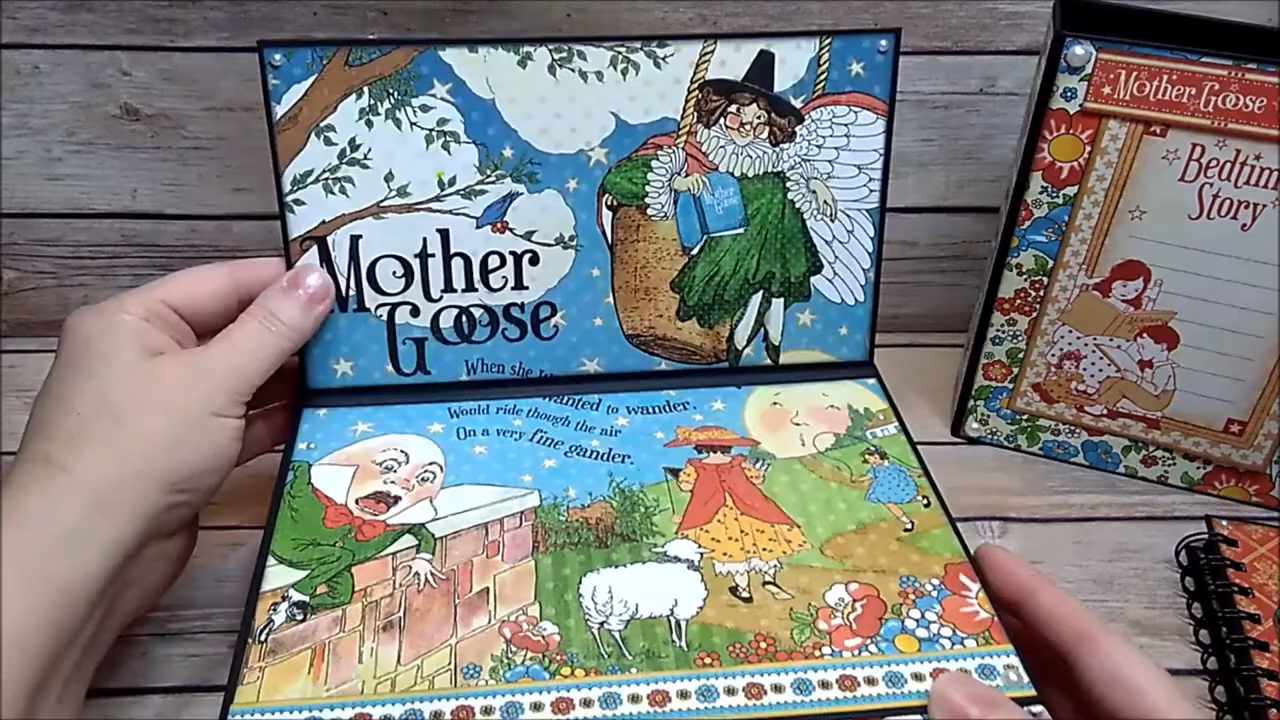 Mother
Goose
When she
wanted to wander.
Would ride though the air
On a very fine gander.
Mother
Goose
Mother Goose
Bedtim
Story